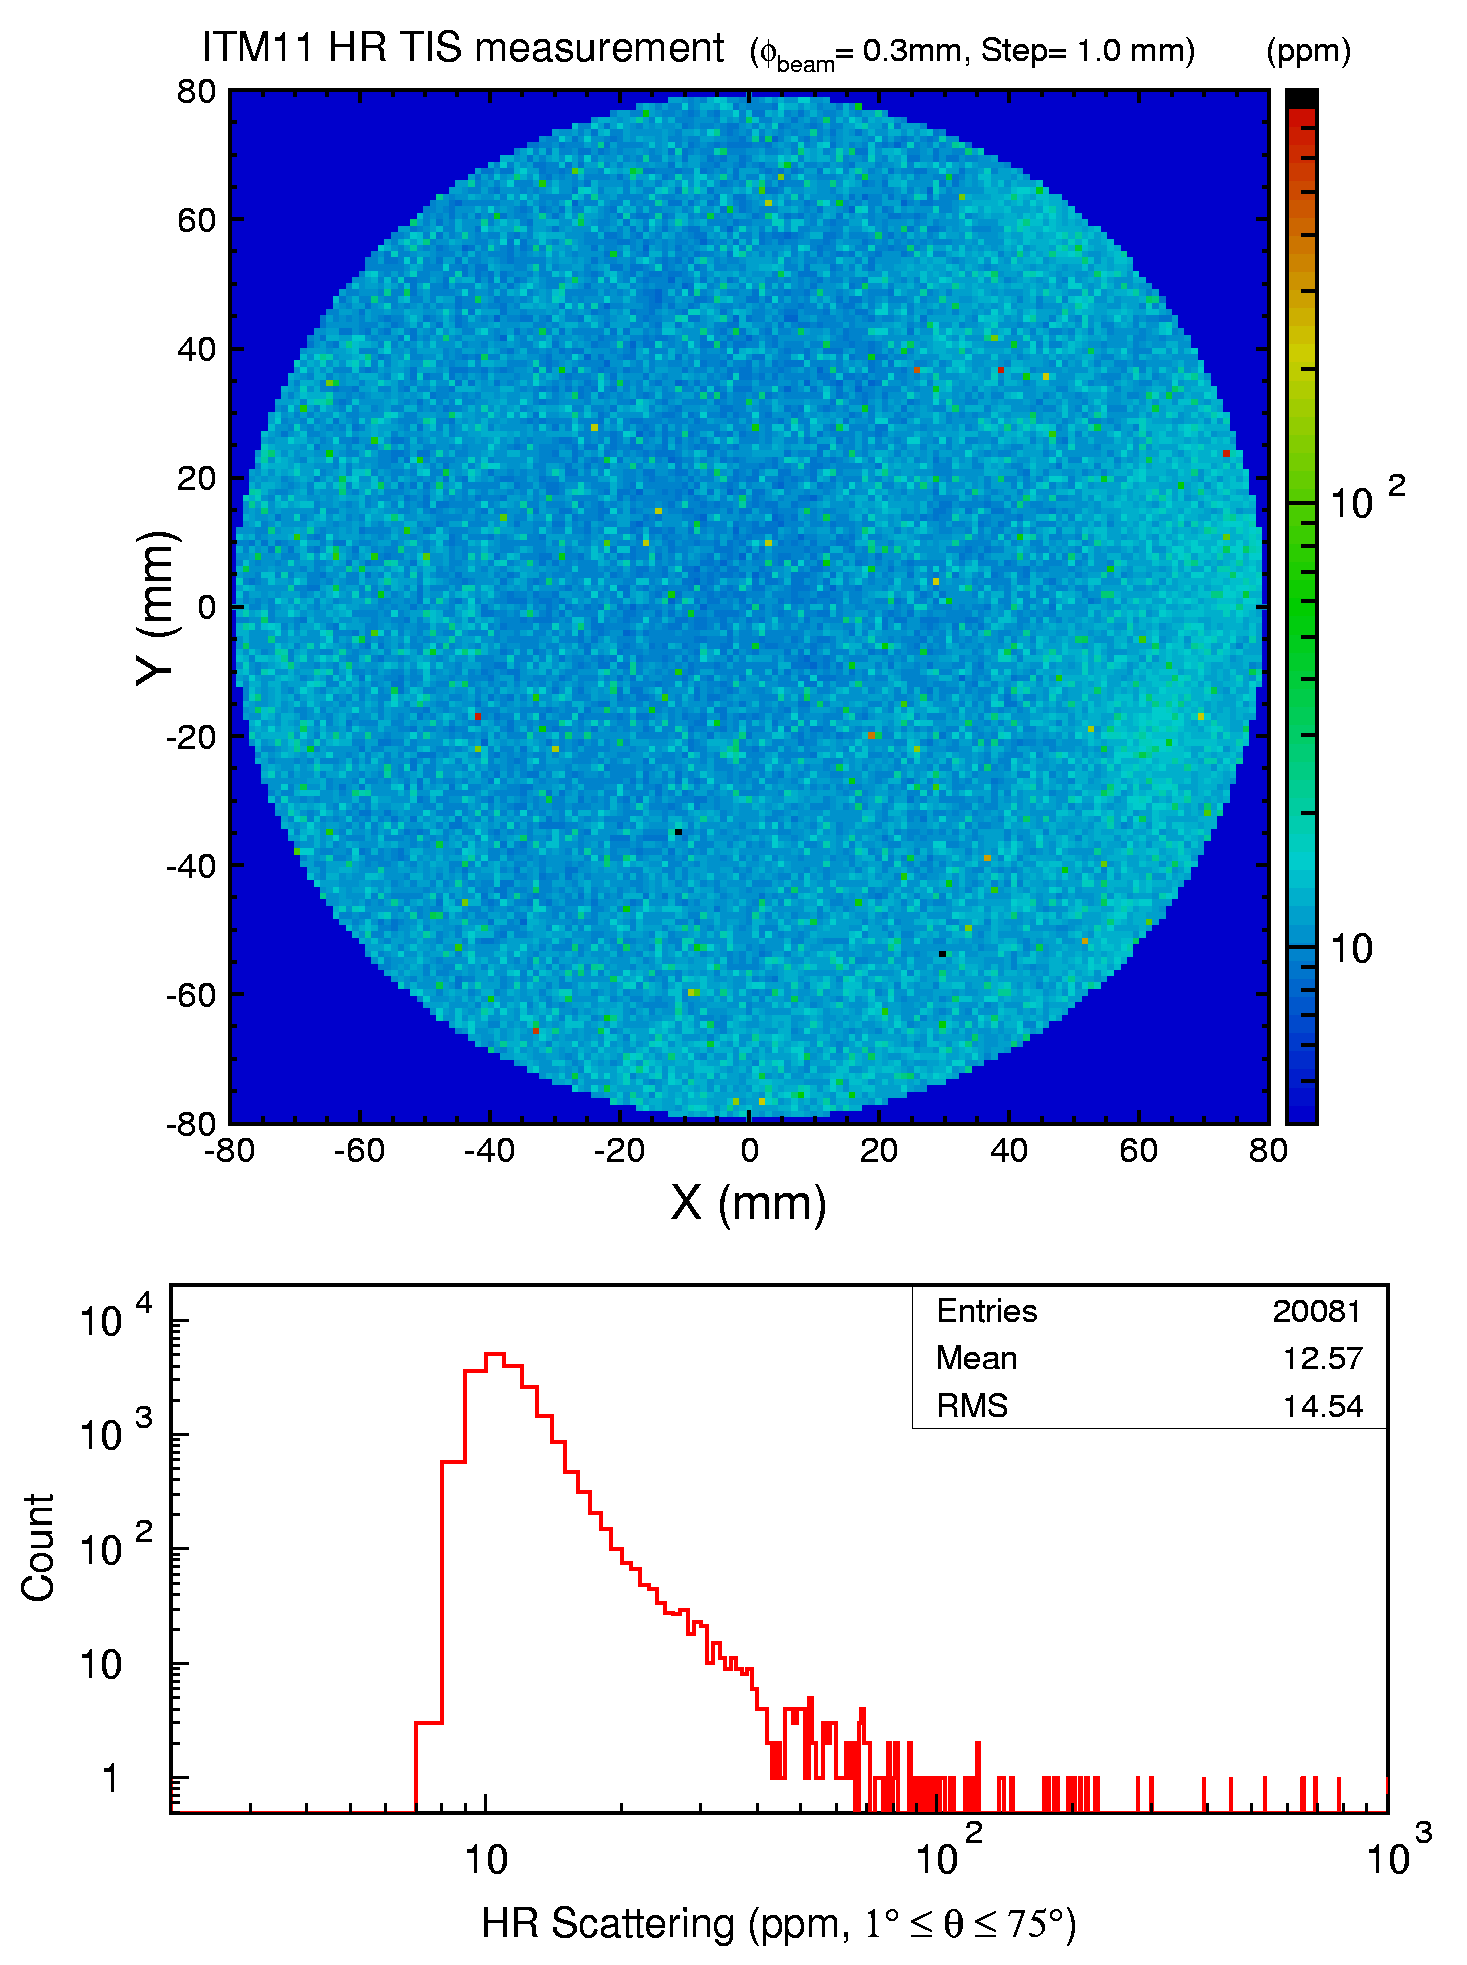 ITM11 HR TIS measurement (ϕbeam= 0.3mm, Step= 1.0 mm) (ppm)
80
60
40
20
0
-20
-40
-60
-80
Y (mm)
-80 -60 -40 -20 0 20 40 60 80
X (mm)
10 2
10
10 4
10 3
10 2
10
1
Count
Entries 20081
Mean 12.57
RMS 14.54
10 10 2 10 3
HR Scattering (ppm, 1° ≤ θ ≤ 75°)